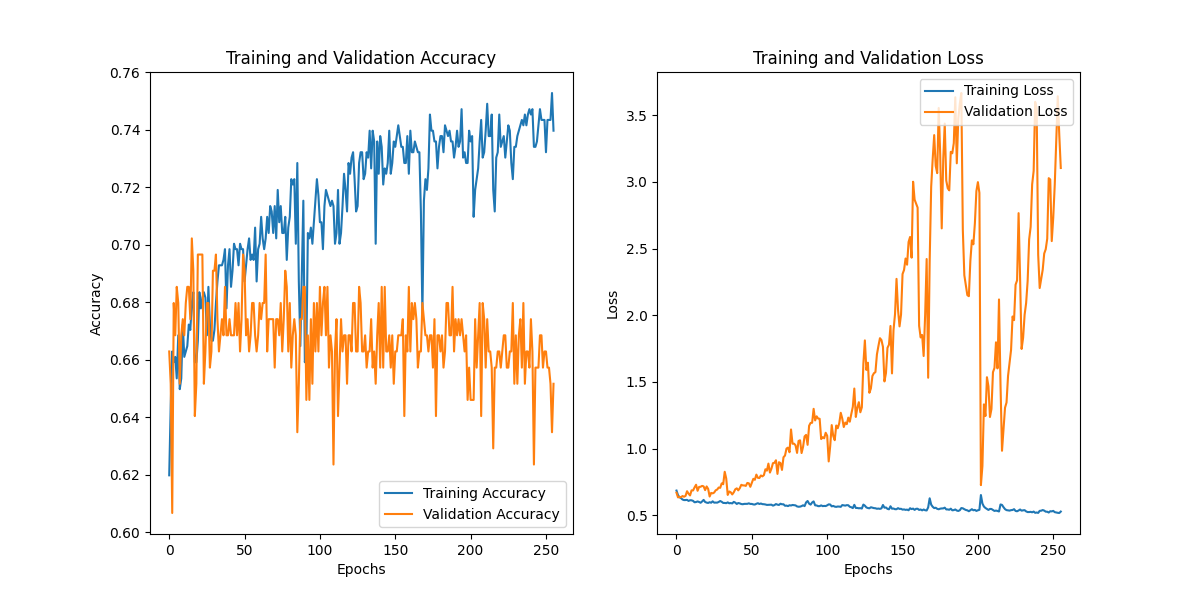 Training and Validation Accuracy
0.76
0.74
0.72
0.70
0.68
0.66
0.64
0.62
0.60
Accuracy
0 50 100 150 200 250
Epochs
Training Accuracy
Validation Accuracy
Training and Validation Loss
3.5
3.0
2.5
2.0
1.5
1.0
0.5
Loss
0 50 100 150 200 250
Epochs
Training Loss
Validation Loss